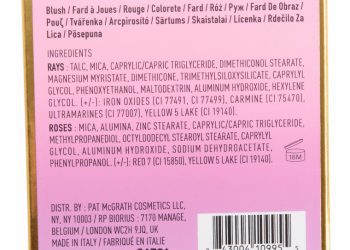 Blush / Fard à Joues / Rouge / Colorete / Fard / Róż / Руж / Fard De Obraz /
Ρουζ / Tvářenka / Arcpirosító / Sārtums / Skaistalai / Lícenka / Rdečilo Za
Lica / Põsepuna
INGREDIENTS
RAYS : TALC, MICA, CAPRYLIC/CAPRIC TRIGLYCERIDE, DIMETHICONOL STEARATE,
MAGNESIUM MYRISTATE, DIMETHICONE, TRIMETHYLSILOXYSILICATE, CAPRYLYL
GLYCOL, PHENOXYETHANOL, MALTODEXTRIN, ALUMINUM HYDROXIDE, HEXYLENE
GLYCOL. (+/-): IRON OXIDES (CI 77491, CI 77499), CARMINE (CI 75470),
ULTRAMARINES (CI 77007), YELLOW 5 LAKE (CI 19140).
ROSES : MICA, ALUMINA, ZINC STEARATE, CAPRYLIC/CAPRIC TRIGLYCERIDE,
METHYLPROPANEDIOL, OCTYLDODECYL STEAROYL STEARATE, CAPRYLYL
GLYCOL, ALUMINUM HYDROXIDE, SODIUM DEHYDROACETATE,
PHENYLPROPANOL. (+/-): RED 7 (CI 15850), YELLOW 5 LAKE (CI 19140).
18M
DISTR. BY : PAT McGRATH COSMETICS LLC,
NY, NY 10003 / RP BIORIUS : 7170 MANAGE,
BELGIUM / LONDON WC2H 9JQ, UK
MADE IN ITALY / FABRIQUÉ EN ITALIE
43004 10995